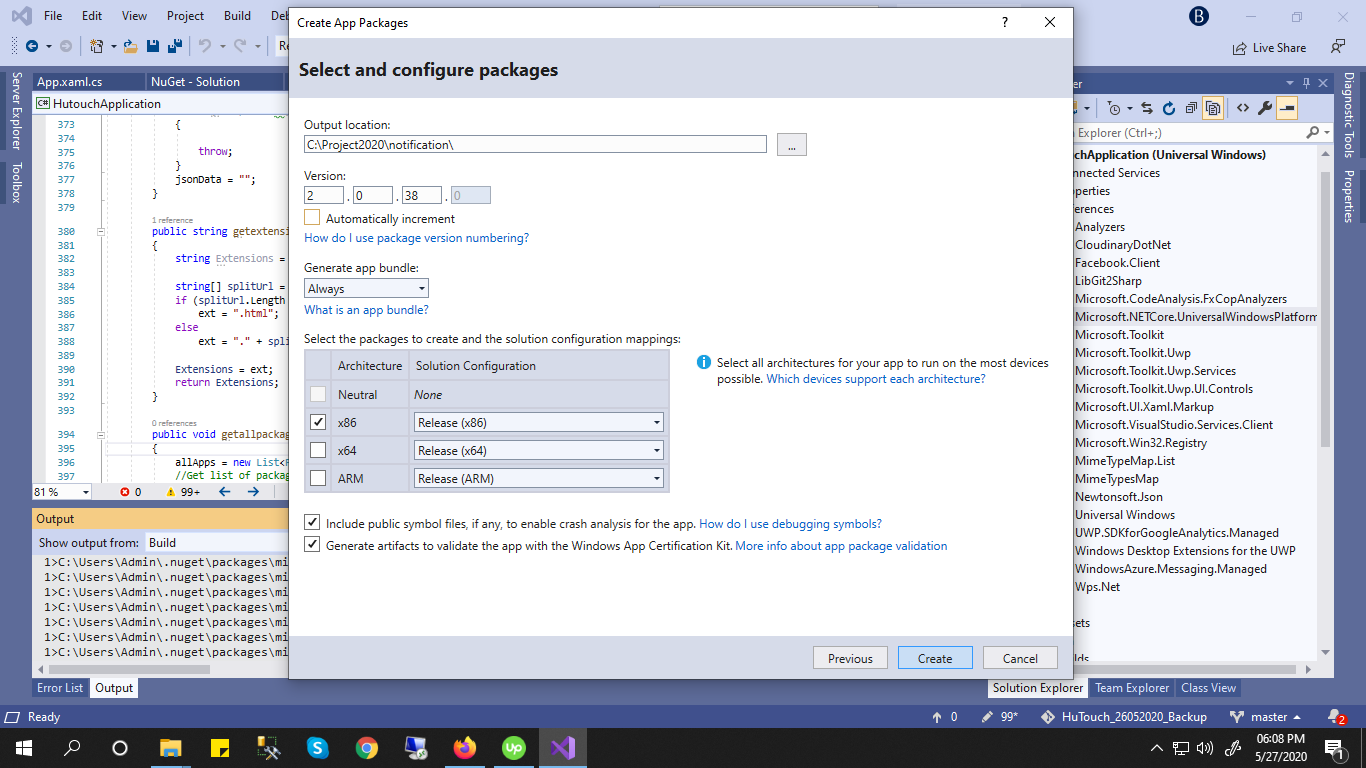 File Edit View Project Build Deb
Create App Packages ?
B
Live Share
Re
Select and configure packages
Server Explorer
Toolbox
App.xaml.cs NuGet - Solution
C# HutouchApplication
373 {
374
375 throw;
376 }
377 jsonData = "";
378 }
379
1 reference
380 public string getextensi
381 {
382 string Extensions =
383
384 string[] splitUrl =
385 if (splitUrl.Length
386 ext = ".html";
387 else
388 ext = "." + spli
389
390 Extensions = ext;
391 return Extensions;
392 }
393
0 references
394 public void getallpackag
395 {
396 allApps = new List<P
397 //Get list of packag
81 % 0 99+
Output
Show output from: Build
1>C:\Users\Admin\.nuget\packages\mi
1>C:\Users\Admin\.nuget\packages\mi
1>C:\Users\Admin\.nuget\packages\mi
1>C:\Users\Admin\.nuget\packages\mi
1>C:\Users\Admin\.nuget\packages\mi
1>C:\Users\Admin\.nuget\packages\mi
1>C:\Users\Admin\.nuget\packages\mi
Error List Output
Output location:
C:\Project2020\notification\ ...
Version:
2 . 0 . 38 . 0
Automatically increment
How do I use package version numbering?
Generate app bundle:
Always
What is an app bundle?
Select the packages to create and the solution configuration mappings:
Architecture Solution Configuration
Neutral None
x86 Release (x86)
x64 Release (x64)
ARM Release (ARM)
Select all architectures for your app to run on the most devices
possible. Which devices support each architecture?
Include public symbol files, if any, to enable crash analysis for the app. How do I use debugging symbols?
Generate artifacts to validate the app with the Windows App Certification Kit. More info about app package validation
Previous Create Cancel
er
Explorer (Ctrl+;)
chApplication (Universal Windows)
nnected Services
perties
erences
Analyzers
CloudinaryDotNet
Facebook.Client
LibGit2Sharp
Microsoft.CodeAnalysis.FxCopAnalyzers
Microsoft.NETCore.UniversalWindowsPlatform
Microsoft.Toolkit
Microsoft.Toolkit.Uwp
Microsoft.Toolkit.Uwp.Services
Microsoft.Toolkit.Uwp.UI.Controls
Microsoft.UI.Xaml.Markup
Microsoft.VisualStudio.Services.Client
Microsoft.Win32.Registry
MimeTypeMap.List
MimeTypesMap
Newtonsoft.Json
Universal Windows
UWP.SDKforGoogleAnalytics.Managed
Windows Desktop Extensions for the UWP
WindowsAzure.Messaging.Managed
Wps.Net
sets
lds
Solution Explorer Team Explorer Class View
Diagnostic Tools
Properties
Ready 0 99* HuTouch_26052020_Backup master 2
S up
06:08 PM
5/27/2020 1